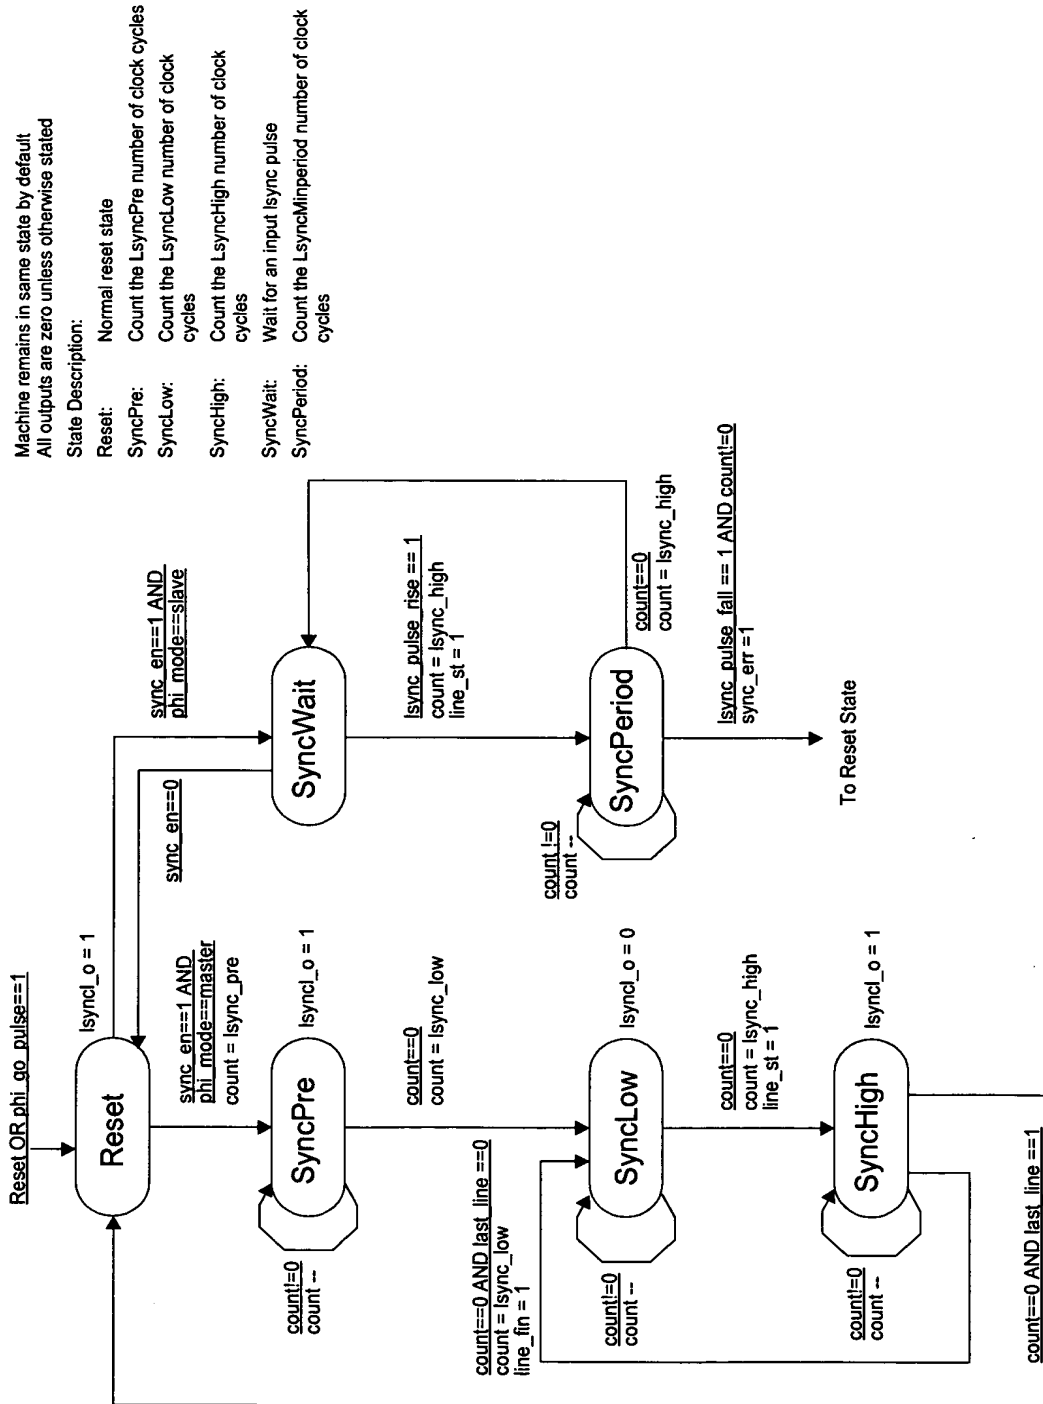 Machine remains in same state by default
All outputs are zero unless otherwise stated
State Description:
Reset: Normal reset state
SyncPre: Count the LsyncPre number of clock cycles
SyncLow: Count the LsyncLow number of clock
cycles
SyncHigh: Count the LsyncHigh number of clock
cycles
SyncWait: Wait for an input lsync pulse
SyncPeriod: Count the LsyncMinperiod number of clock
cycles
Reset OR phi_go_pulse==1
Reset
lsyncl_o = 1
sync_en==1 AND
phi_mode==slave
sync_en==0
sync_en==1 AND
phi_mode==master
count = lsync_pre
SyncPre
lsyncl_o = 1
count!=0
count --
count==0
count = lsync_low
SyncWait
lsync_pulse_rise == 1
count = lsync_high
line_st = 1
count==0 AND last_line ==0
count = lsync_low
line_fin = 1
SyncLow
lsyncl_o = 0
count!=0
count --
count==0
count = lsync_high
line_st = 1
SyncPeriod
count !=0
count --
count==0
count = lsync_high
lsync_pulse_fall == 1 AND count!=0
sync_err =1
To Reset State
SyncHigh
lsyncl_o = 1
count!=0
count --
count==0 AND last_line ==1